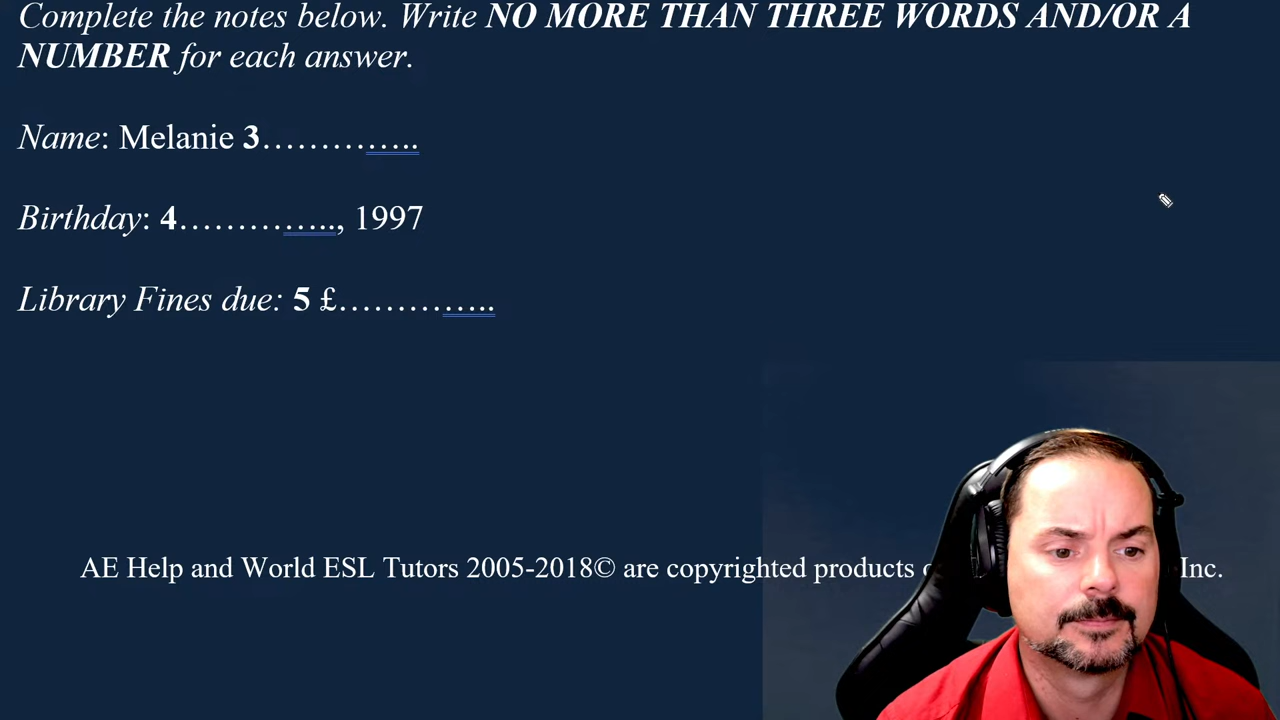 Complete the notes below. Write NO MORE THAN THREE WORDS AND/OR A
NUMBER for each answer.
Name: Melanie 3…………..
Birthday: 4………….., 1997
Library Fines due: 5 £…………..
AE Help and World ESL Tutors 2005-2018© are copyrighted products Inc.